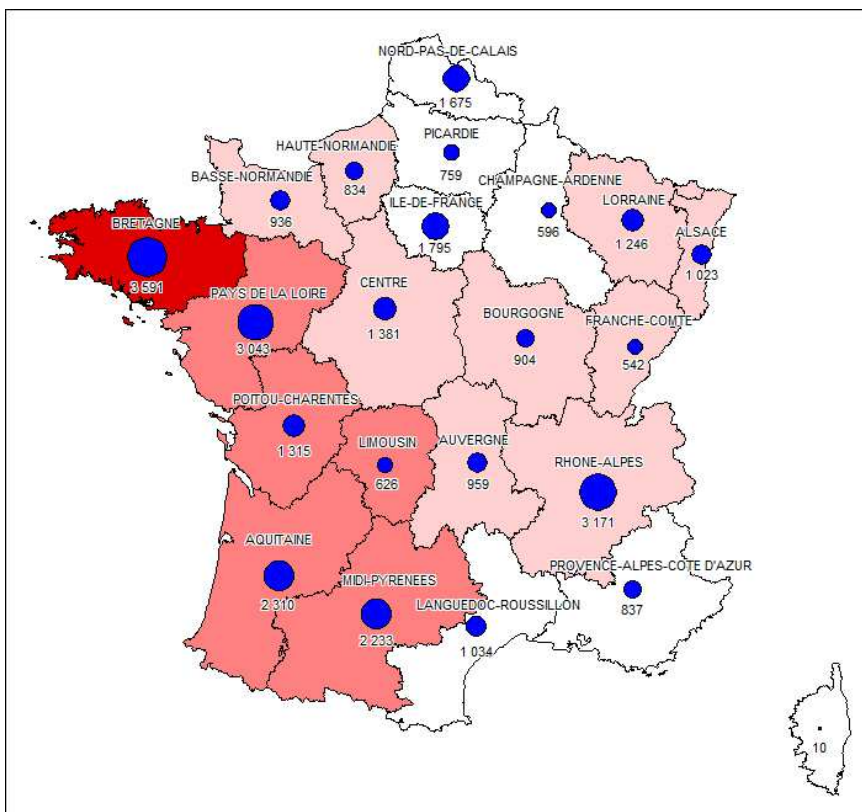 NORD-PAS-DE-CALAIS
1 675
PICARDIE
759
HAUTE-NORMANDIE
834
BASSE-NORMANDIE
936
CHAMPAGNE-ARDENNE
596
LORRAINE
1 246
ILE-DE-FRANCE
1 795
ALSACE
1 023
BRETAGNE
3 591
PAYS DE LA LOIRE
3 043
CENTRE
1 381
BOURGOGNE
904
FRANCHE-COMTE
542
POITOU-CHARENTES
1 315
LIMOUSIN
626
AUVERGNE
959
RHONE-ALPES
3 171
AQUITAINE
2 310
MIDI-PYRENEES
2 233
LANGUEDOC-ROUSSILLON
1 034
PROVENCE-ALPES-COTE D'AZUR
837
10